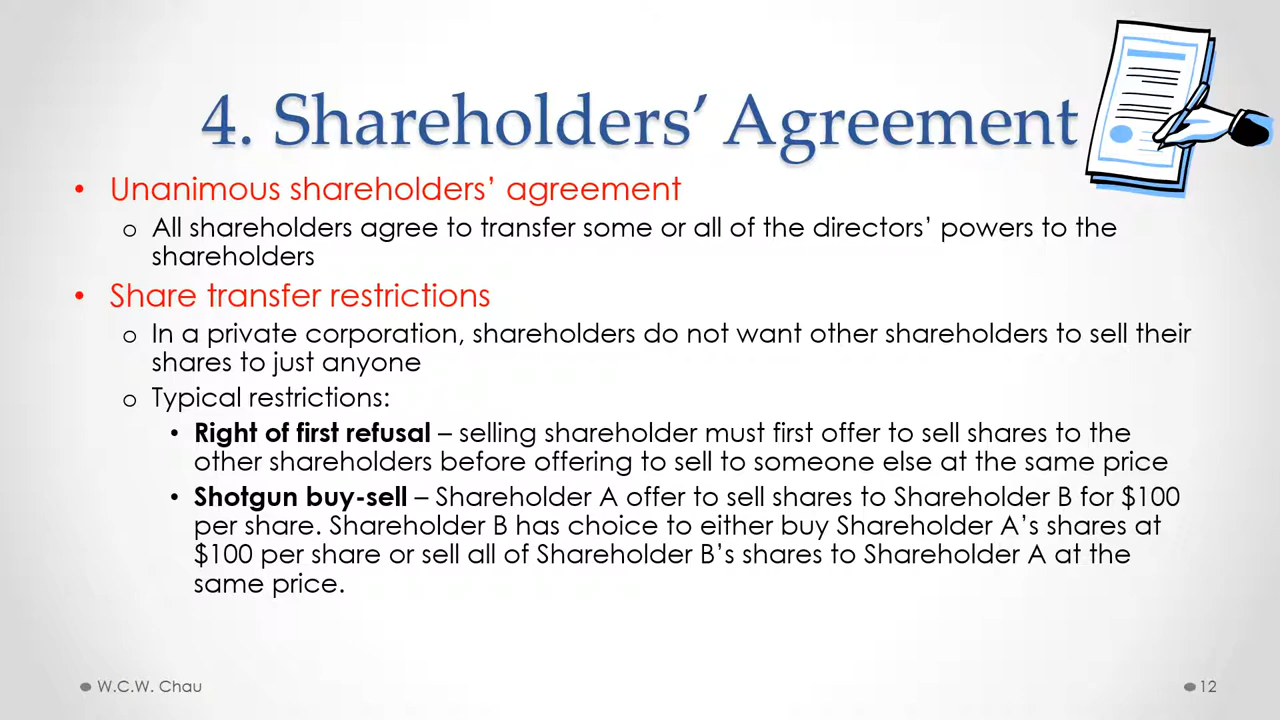 4. Shareholders’ Agreement
• Unanimous shareholders’ agreement
o All shareholders agree to transfer some or all of the directors’ powers to the
shareholders
• Share transfer restrictions
o In a private corporation, shareholders do not want other shareholders to sell their
shares to just anyone
o Typical restrictions:
• Right of first refusal – selling shareholder must first offer to sell shares to the
other shareholders before offering to sell to someone else at the same price
• Shotgun buy-sell – Shareholder A offer to sell shares to Shareholder B for $100
per share. Shareholder B has choice to either buy Shareholder A’s shares at
$100 per share or sell all of Shareholder B’s shares to Shareholder A at the
same price.
W.C.W. Chau
12